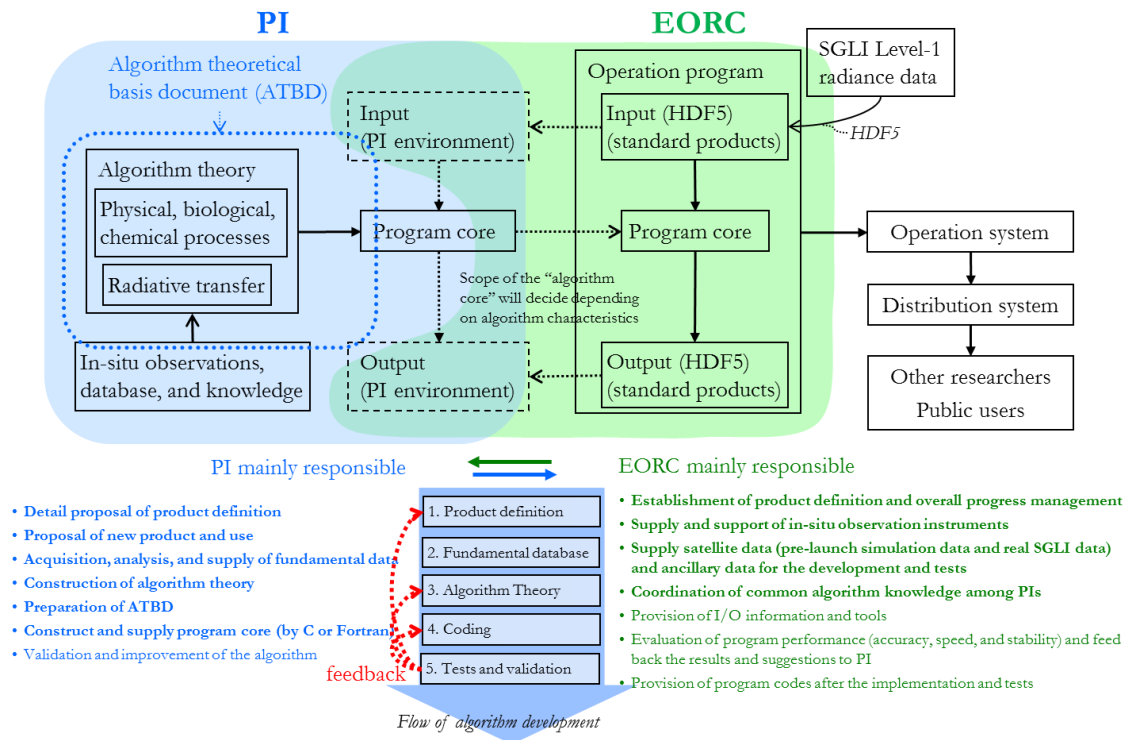 PI
EORC
Algorithm theoretical
basis document (ATBD)
Operation program
SGLI Level-1
radiance data
Input
(PI environment)
Input (HDF5)
(standard products)
HDF5
Algorithm theory
Physical, biological,
chemical processes
Radiative transfer
Program core
Program core
Operation system
Scope of the “algorithm
core” will decide depending
on algorithm characteristics
Distribution system
In-situ observations,
database, and knowledge
Output
(PI environment)
Output (HDF5)
(standard products)
Other researchers
Public users
PI mainly responsible
• Detail proposal of product definition
• Proposal of new product and use
• Acquisition, analysis, and supply of fundamental data
• Construction of algorithm theory
• Preparation of ATBD
• Construct and supply program core (by C or Fortran)
• Validation and improvement of the algorithm
1. Product definition
2. Fundamental database
3. Algorithm Theory
4. Coding
5. Tests and validation
feedback
Flow of algorithm development
EORC mainly responsible
• Establishment of product definition and overall progress management
• Supply and support of in-situ observation instruments
• Supply satellite data (pre-launch simulation data and real SGLI data)
and ancillary data for the development and tests
• Coordination of common algorithm knowledge among PIs
• Provision of I/O information and tools
• Evaluation of program performance (accuracy, speed, and stability) and feed
back the results and suggestions to PI
• Provision of program codes after the implementation and tests